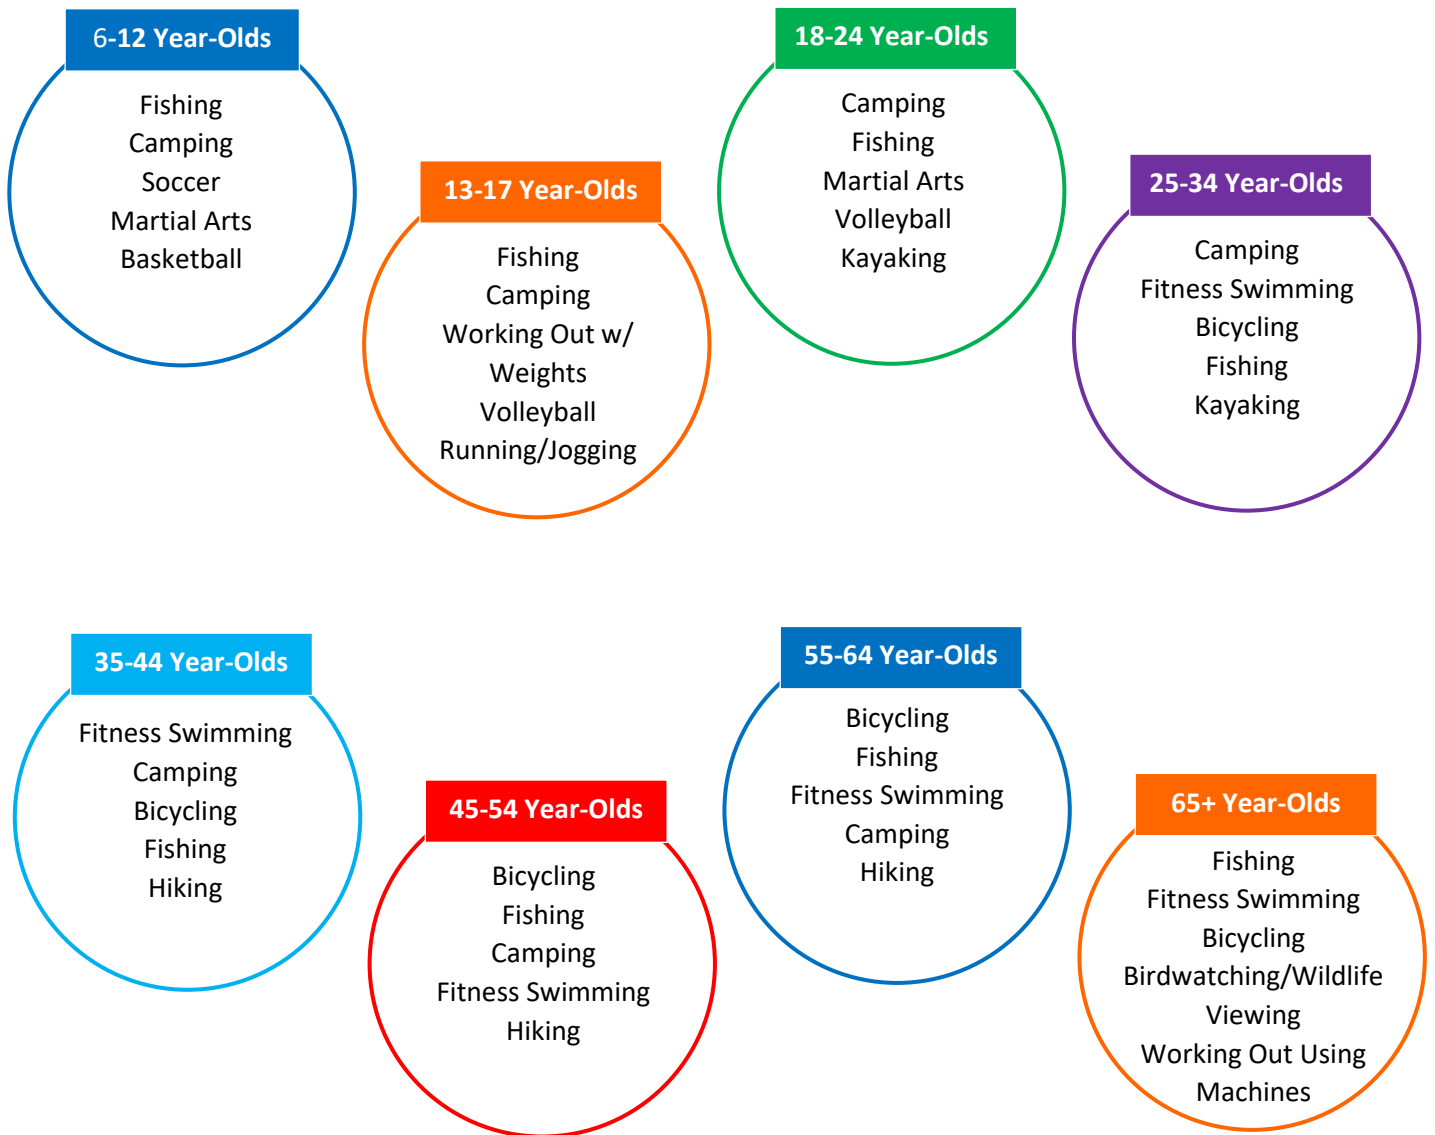 6-12 Year-Olds
Fishing
Camping
Soccer
Martial Arts
Basketball
13-17 Year-Olds
Fishing
Camping
Working Out w/
Weights
Volleyball
Running/Jogging
18-24 Year-Olds
Camping
Fishing
Martial Arts
Volleyball
Kayaking
25-34 Year-Olds
Camping
Fitness Swimming
Bicycling
Fishing
Kayaking
35-44 Year-Olds
Fitness Swimming
Camping
Bicycling
Fishing
Hiking
45-54 Year-Olds
Bicycling
Fishing
Camping
Fitness Swimming
Hiking
55-64 Year-Olds
Bicycling
Fishing
Fitness Swimming
Camping
Hiking
65+ Year-Olds
Fishing
Fitness Swimming
Bicycling
Birdwatching/Wildlife
Viewing
Working Out Using
Machines